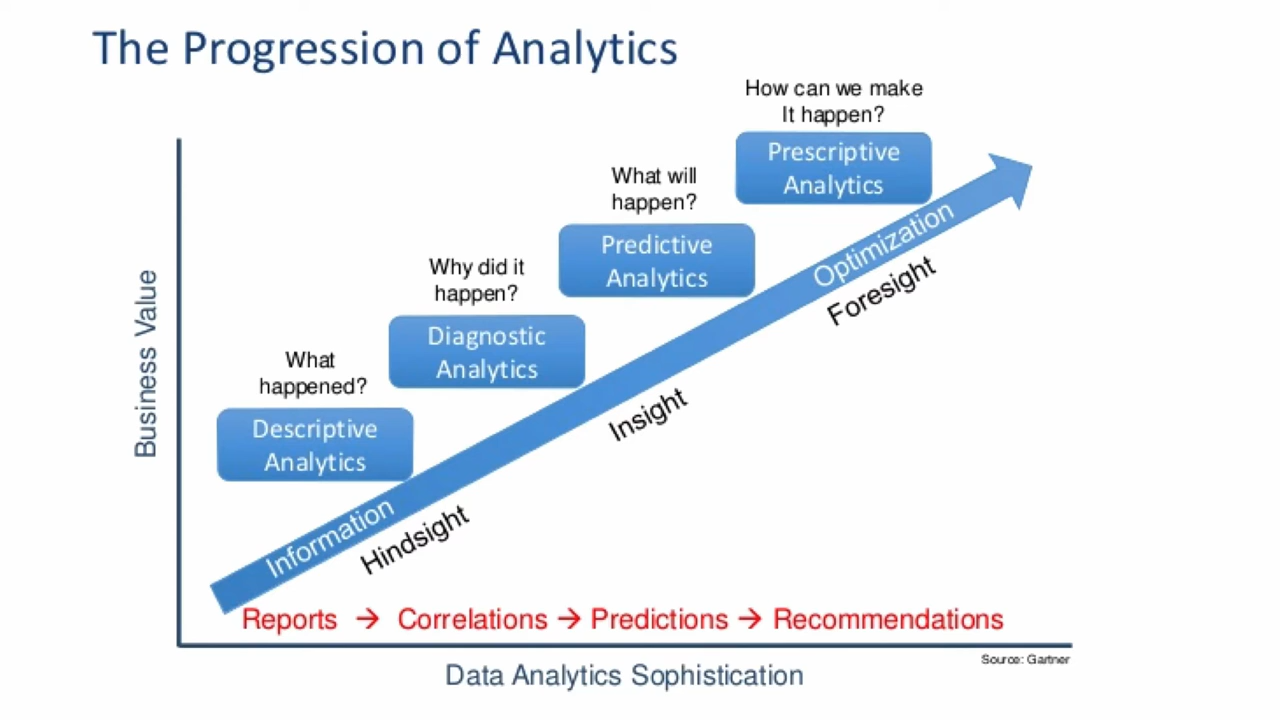 The Progression of Analytics
How can we make
It happen?
Prescriptive
Analytics
What will
happen?
Predictive
Analytics
Why did it
happen?
Diagnostic
Analytics
What
happened?
Descriptive
Analytics
Business Value
Information
Optimization
Hindsight
Insight
Foresight
Reports → Correlations → Predictions → Recommendations
Source: Gartner
Data Analytics Sophistication